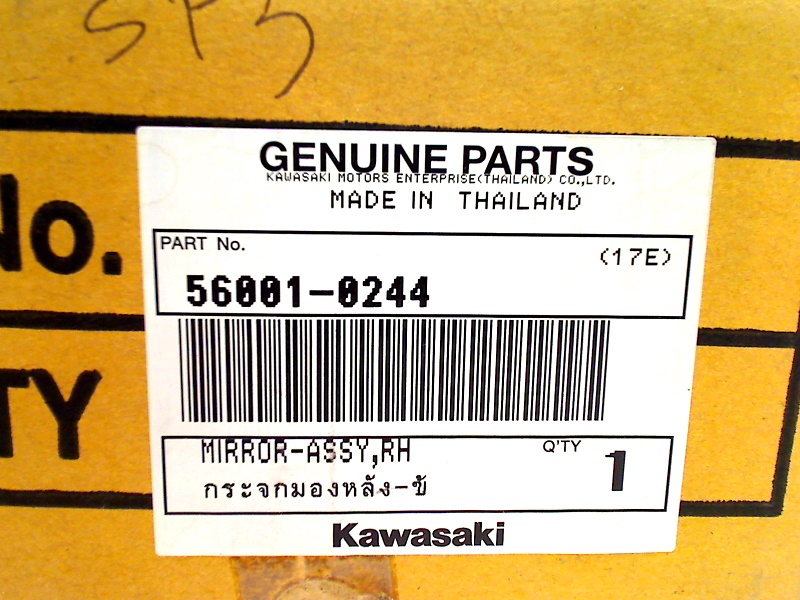 SP5
GENUINE PARTS
KAWASAKI MOTORS ENTERPRISE(THAILAND) CO.,LTD.
MADE IN THAILAND
No.
PART No.
(17E)
56001-0244
TY
MIRROR-ASSY,RH
Q'TY
1
กระจกมองหลัง-ข้
Kawasaki